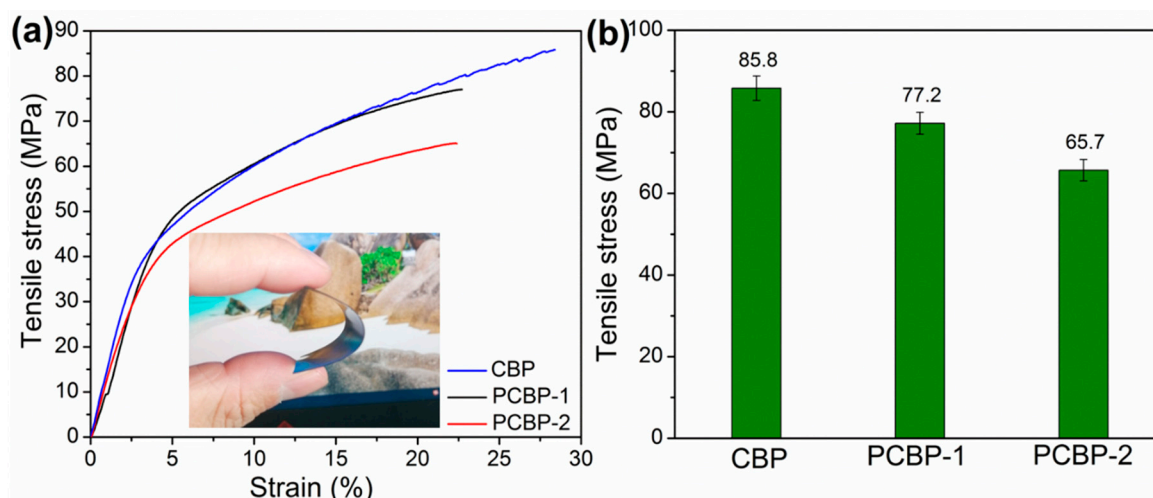 (a)
90
85
80
70
60
50
40
30
20
10
0
Tensile stress (MPa)
0 5 10 15 20 25 30
Strain (%)
CBP
PCBP-1
PCBP-2
(b)
100
80
60
40
20
0
Tensile stress (MPa)
85.8
77.2
65.7
CBP PCBP-1 PCBP-2